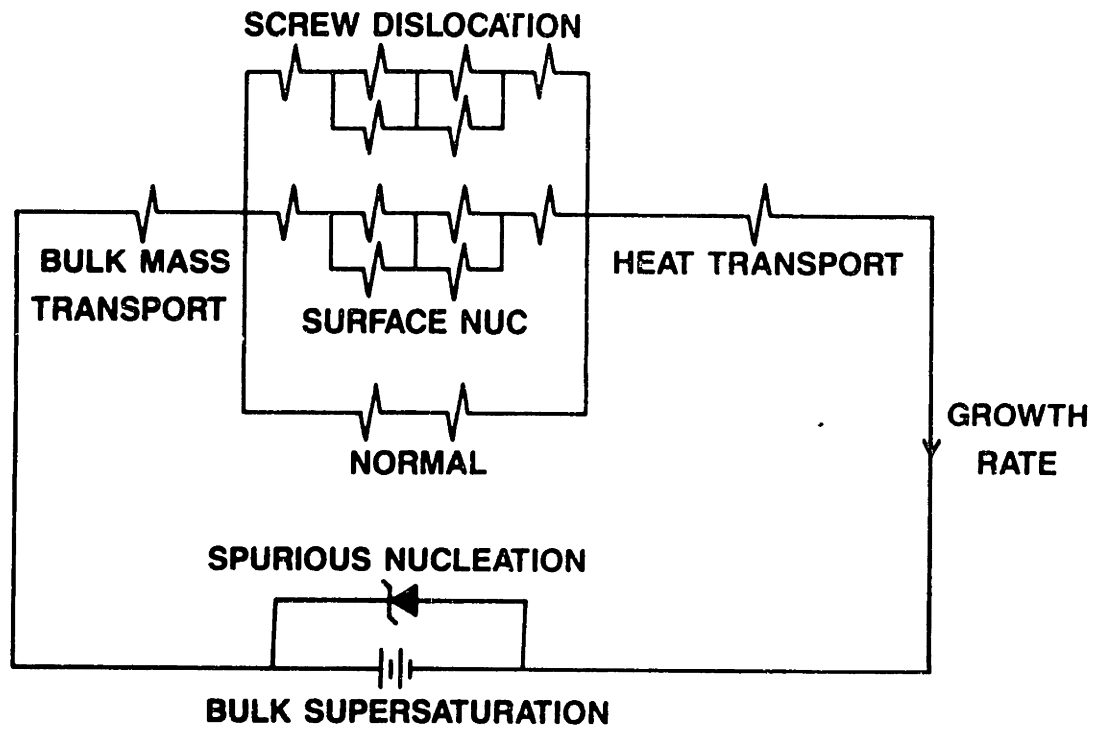 SCREW DISLOCATION
BULK MASS
TRANSPORT
HEAT TRANSPORT
SURFACE NUC
NORMAL
GROWTH
RATE
SPURIOUS NUCLEATION
BULK SUPERSATURATION